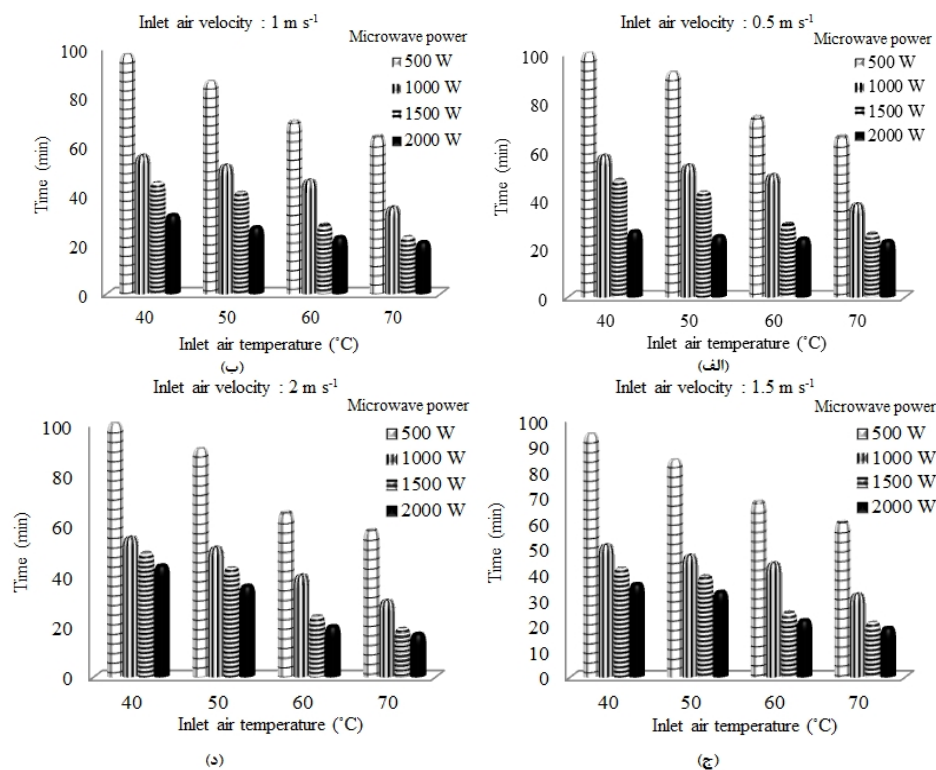 Inlet air velocity : 1 m s-1
Microwave power
500 W
1000 W
1500 W
2000 W
Time (min)
100
80
60
40
20
0
40 50 60 70
Inlet air temperature (˚C)
(ب)
Inlet air velocity : 0.5 m s-1
Microwave power
500 W
1000 W
1500 W
2000 W
Time (min)
100
80
60
40
20
0
40 50 60 70
Inlet air temperature (˚C)
(الف)
Inlet air velocity : 2 m s-1
Microwave power
500 W
1000 W
1500 W
2000 W
Time (min)
100
80
60
40
20
0
40 50 60 70
Inlet air temperature (˚C)
(د)
Inlet air velocity : 1.5 m s-1
Microwave power
500 W
1000 W
1500 W
2000 W
Time (min)
100
90
80
70
60
50
40
30
20
10
0
40 50 60 70
Inlet air temperature (˚C)
(ج)